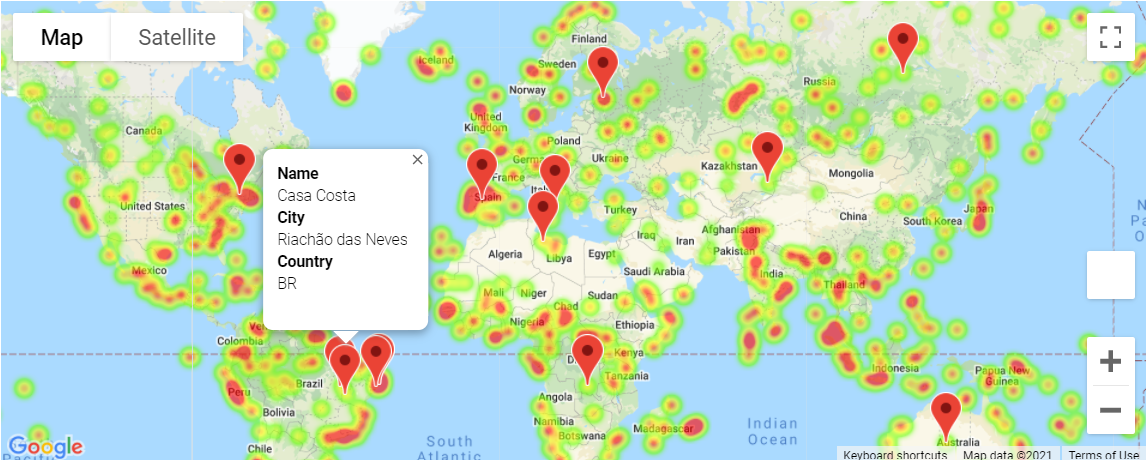 Map
Satellite
Name
Casa Costa
City
Riachão das Neves
Country
BR
Finland
Iceland
Sweden
Norway
Russia
Canada
United
Kingdom
Poland
Ukraine
France
Kazakhstan
Mongolia
Spain
United States
Turkey
China
South Korea
Japan
Afghanistan
Iraq
Iran
Pakistan
Algeria
Libya
Egypt
Saudi Arabia
India
Mexico
Mali
Niger
Sudan
Chad
Thailand
Nigeria
Ethiopia
Colombia
Kenya
Indonesia
Papua New
Guinea
Tanzania
Brazil
Peru
Angola
Bolivia
Namibia
Botswana
Madagascar
Indian
Ocean
Chile
South
Atlantic
Australia
Google
Keyboard shortcuts
Map data ©2021
Terms of Use